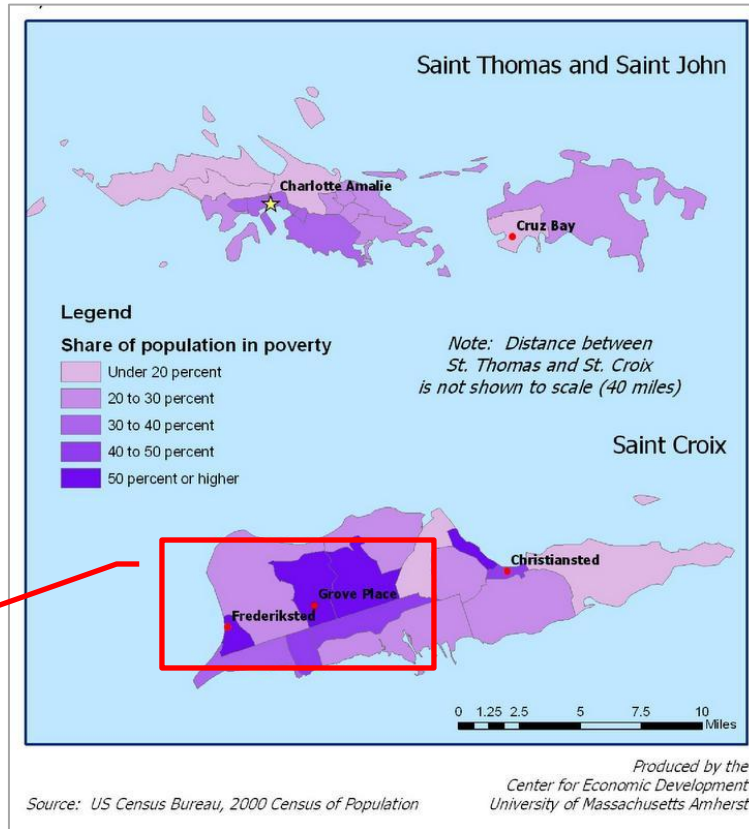 Saint Thomas and Saint John
Charlotte Amalie
Cruz Bay
Legend
Share of population in poverty
Under 20 percent
20 to 30 percent
30 to 40 percent
40 to 50 percent
50 percent or higher
Note: Distance between
St. Thomas and St. Croix
is not shown to scale (40 miles)
Saint Croix
Christiansted
Grove Place
Frederiksted
0 1.25 2.5 5 7.5 10
Miles
Produced by the
Center for Economic Development
Source: US Census Bureau, 2000 Census of Population
University of Massachusetts Amherst